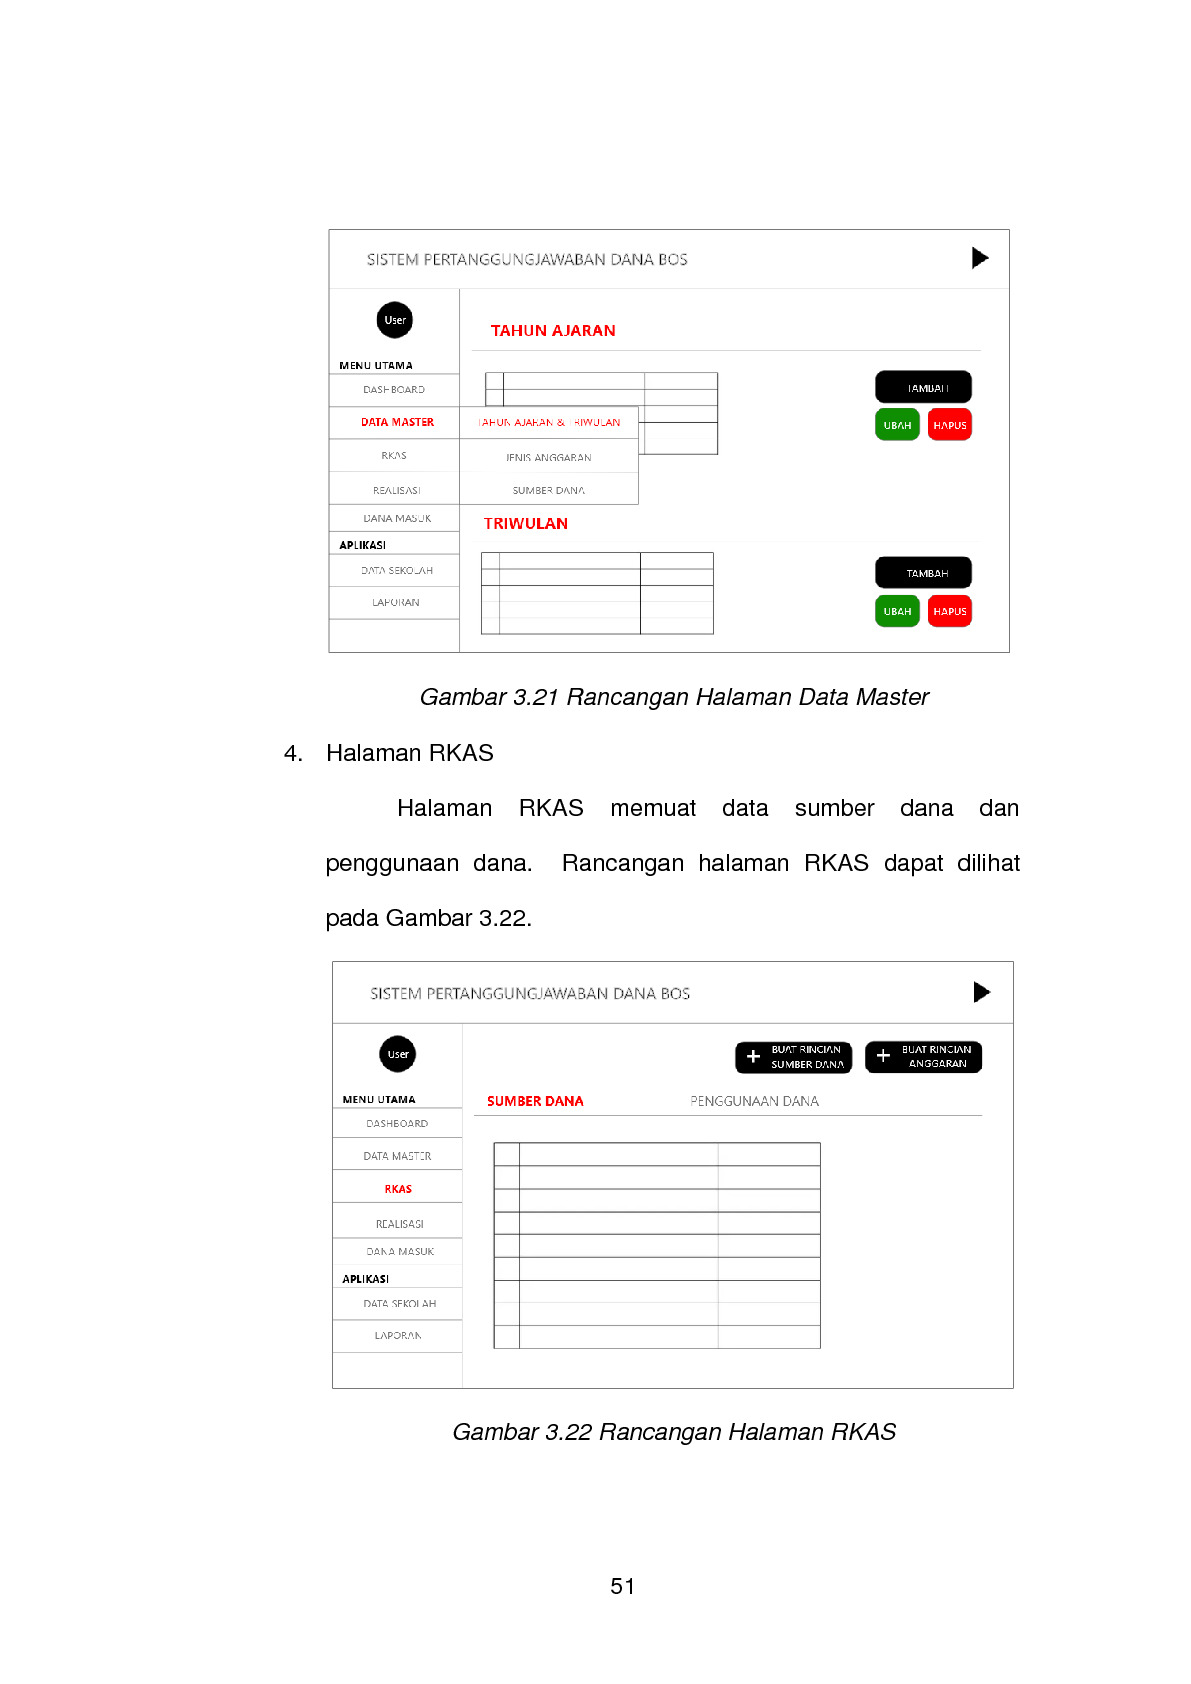 SISTEM PERTANGGUNGJAWABAN DANA BOS
User
MENU UTAMA
DASHBOARD
DATA MASTER
RKAS
REALISASI
DANA MASUK
APLIKASI
DATA SEKOLAH
LAPORAN
TAHUN AJARAN & TRIWULAN
JENIS ANGGARAN
SUMBER DANA
TAHUN AJARAN
TAMBAH
UBAH HAPUS
TRIWULAN
TAMBAH
UBAH HAPUS
Gambar 3.21 Rancangan Halaman Data Master
4. Halaman RKAS
Halaman RKAS memuat data sumber dana dan
penggunaan dana. Rancangan halaman RKAS dapat dilihat
pada Gambar 3.22.
SISTEM PERTANGGUNGJAWABAN DANA BOS
User
MENU UTAMA
DASHBOARD
DATA MASTER
RKAS
REALISASI
DANA MASUK
APLIKASI
DATA SEKOLAH
LAPORAN
+ BUAT RINCIAN
SUMBER DANA
+ BUAT RINCIAN
ANGGARAN
SUMBER DANA PENGGUNAAN DANA
Gambar 3.22 Rancangan Halaman RKAS
51